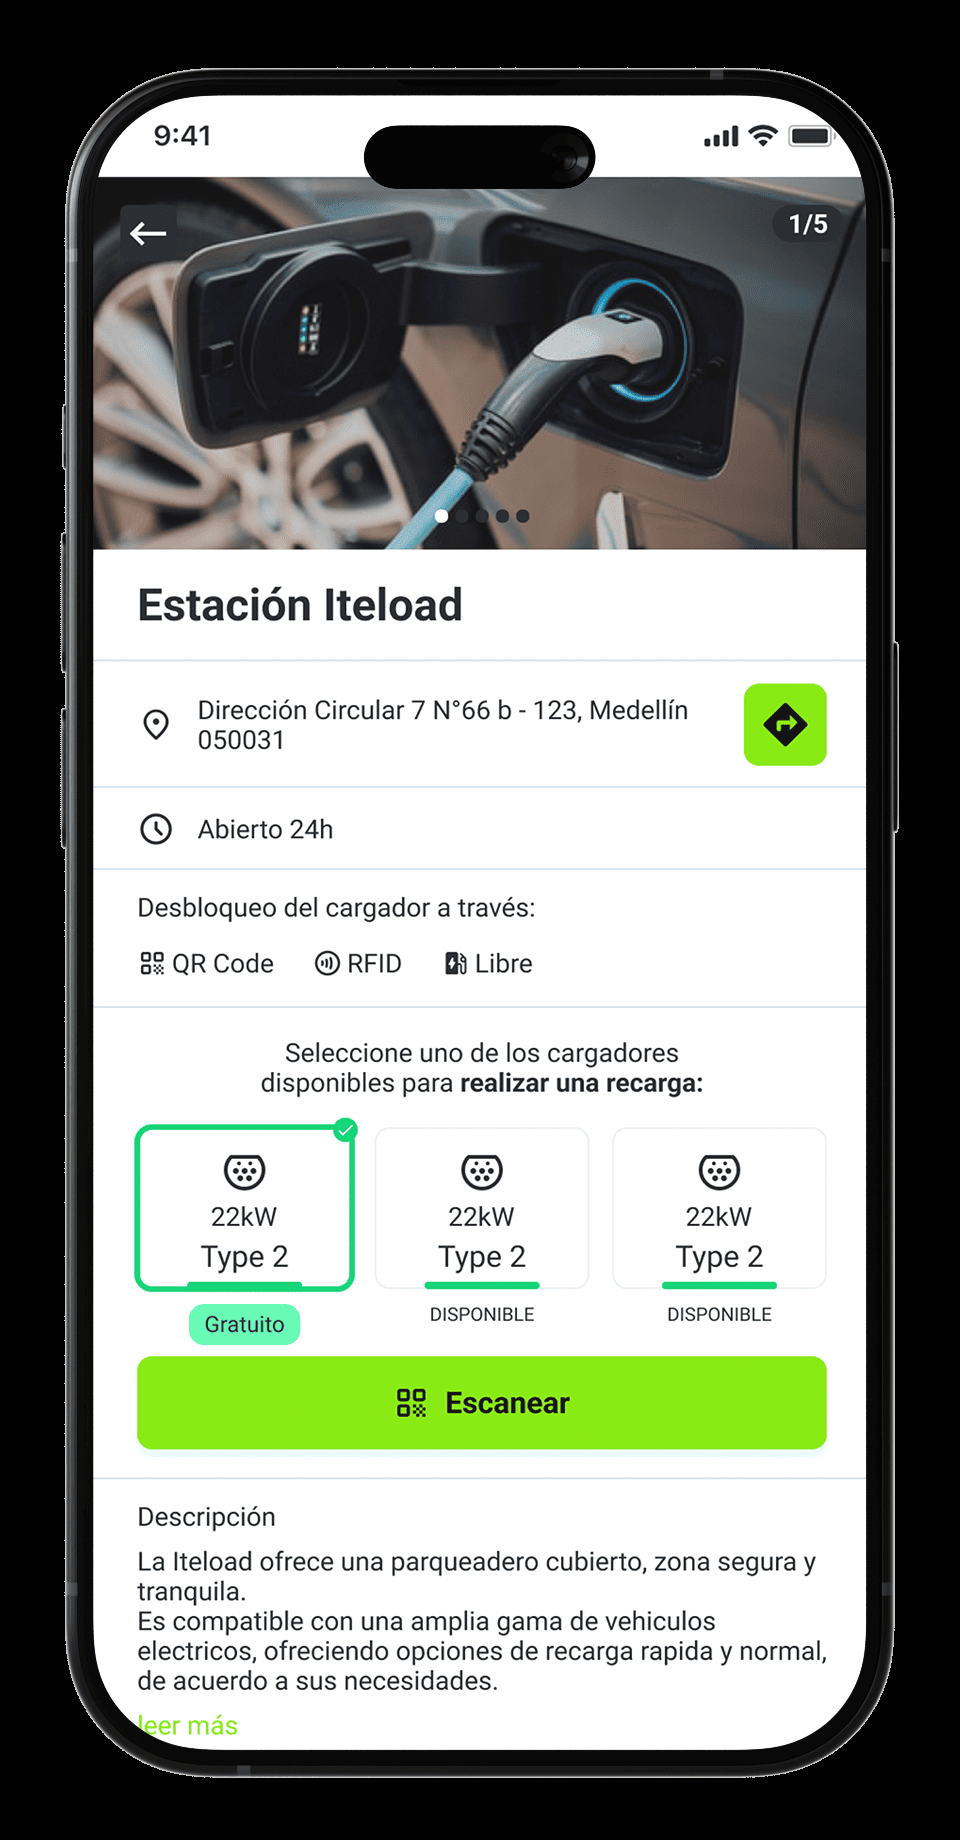 9:41
1/5
Estación Iteload
Dirección Circular 7 N°66 b - 123, Medellín
050031
Abierto 24h
Desbloqueo del cargador a través:
QR Code RFID Libre
Seleccione uno de los cargadores
disponibles para realizar una recarga:
22kW 22kW 22kW
Type 2 Type 2 Type 2
Gratuito DISPONIBLE DISPONIBLE
Escanear
Descripción
La Iteload ofrece una parqueadero cubierto, zona segura y
tranquila.
Es compatible con una amplia gama de vehiculos
electricos, ofreciendo opciones de recarga rapida y normal,
de acuerdo a sus necesidades.
leer más